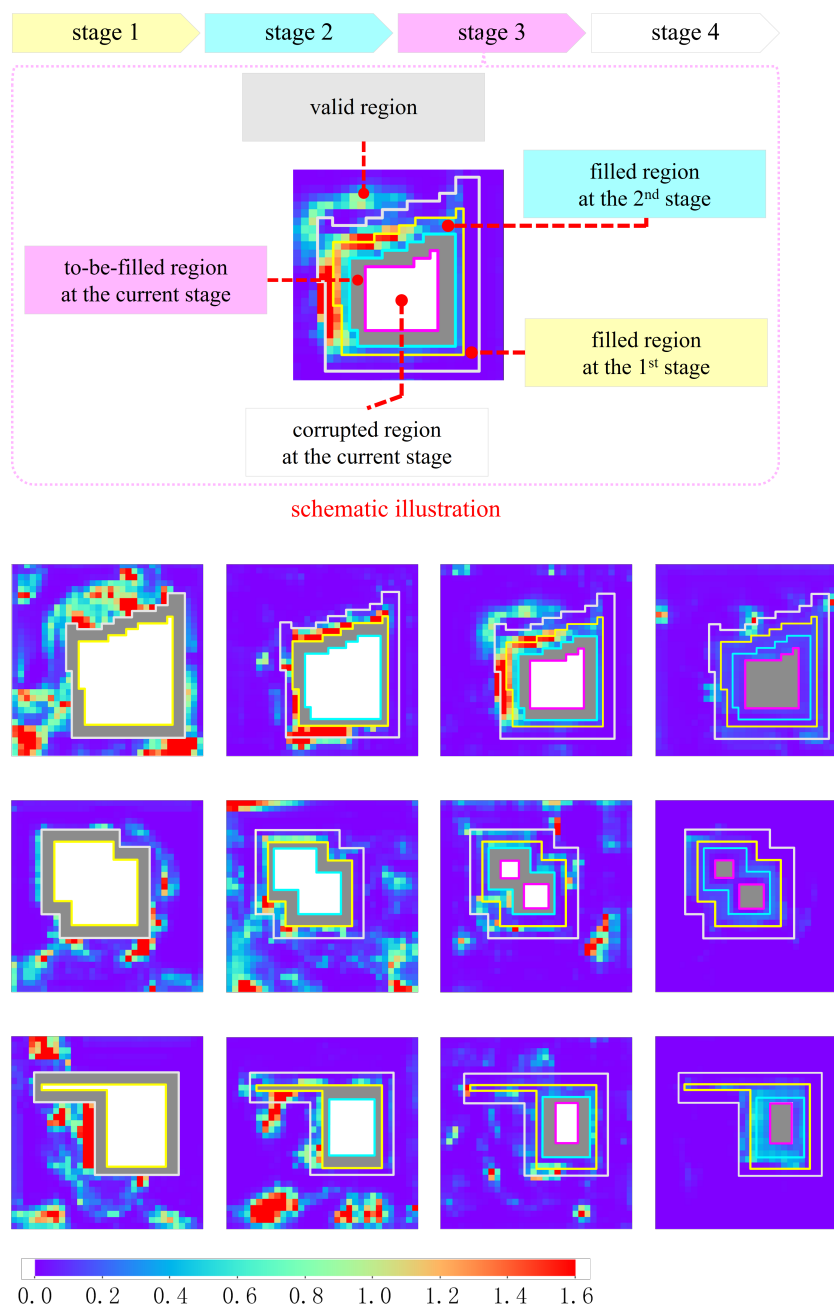 stage 1
stage 2
stage 3
stage 4
valid region
filled region
at the 2nd stage
to-be-filled region
at the current stage
filled region
at the 1st stage
corrupted region
at the current stage
schematic illustration
0.0 0.2 0.4 0.6 0.8 1.0 1.2 1.4 1.6